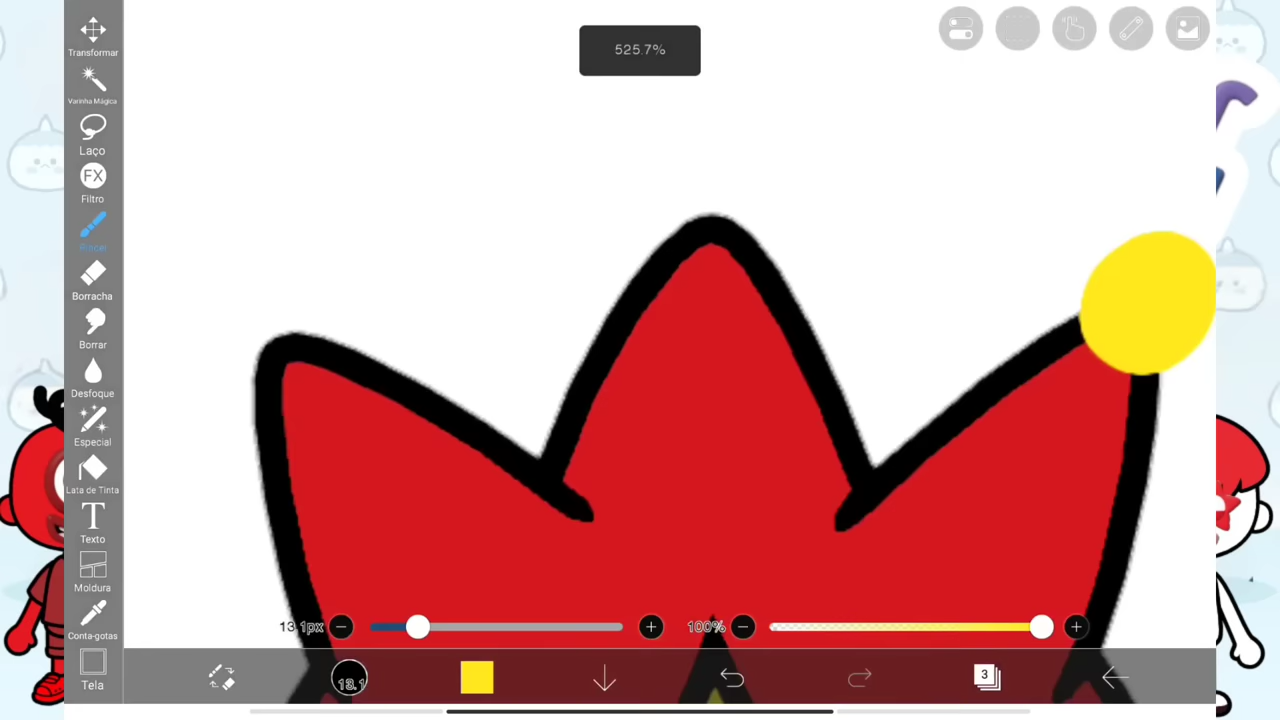 525.7%
Transformar
Varinha Mágica
Laço
FX
Filtro
Pincel
Borracha
Borrar
Desfoque
Especial
Lata de Tinta
T
Texto
Moldura
Conta-gotas
Tela
13.1px
100%
13.1
3